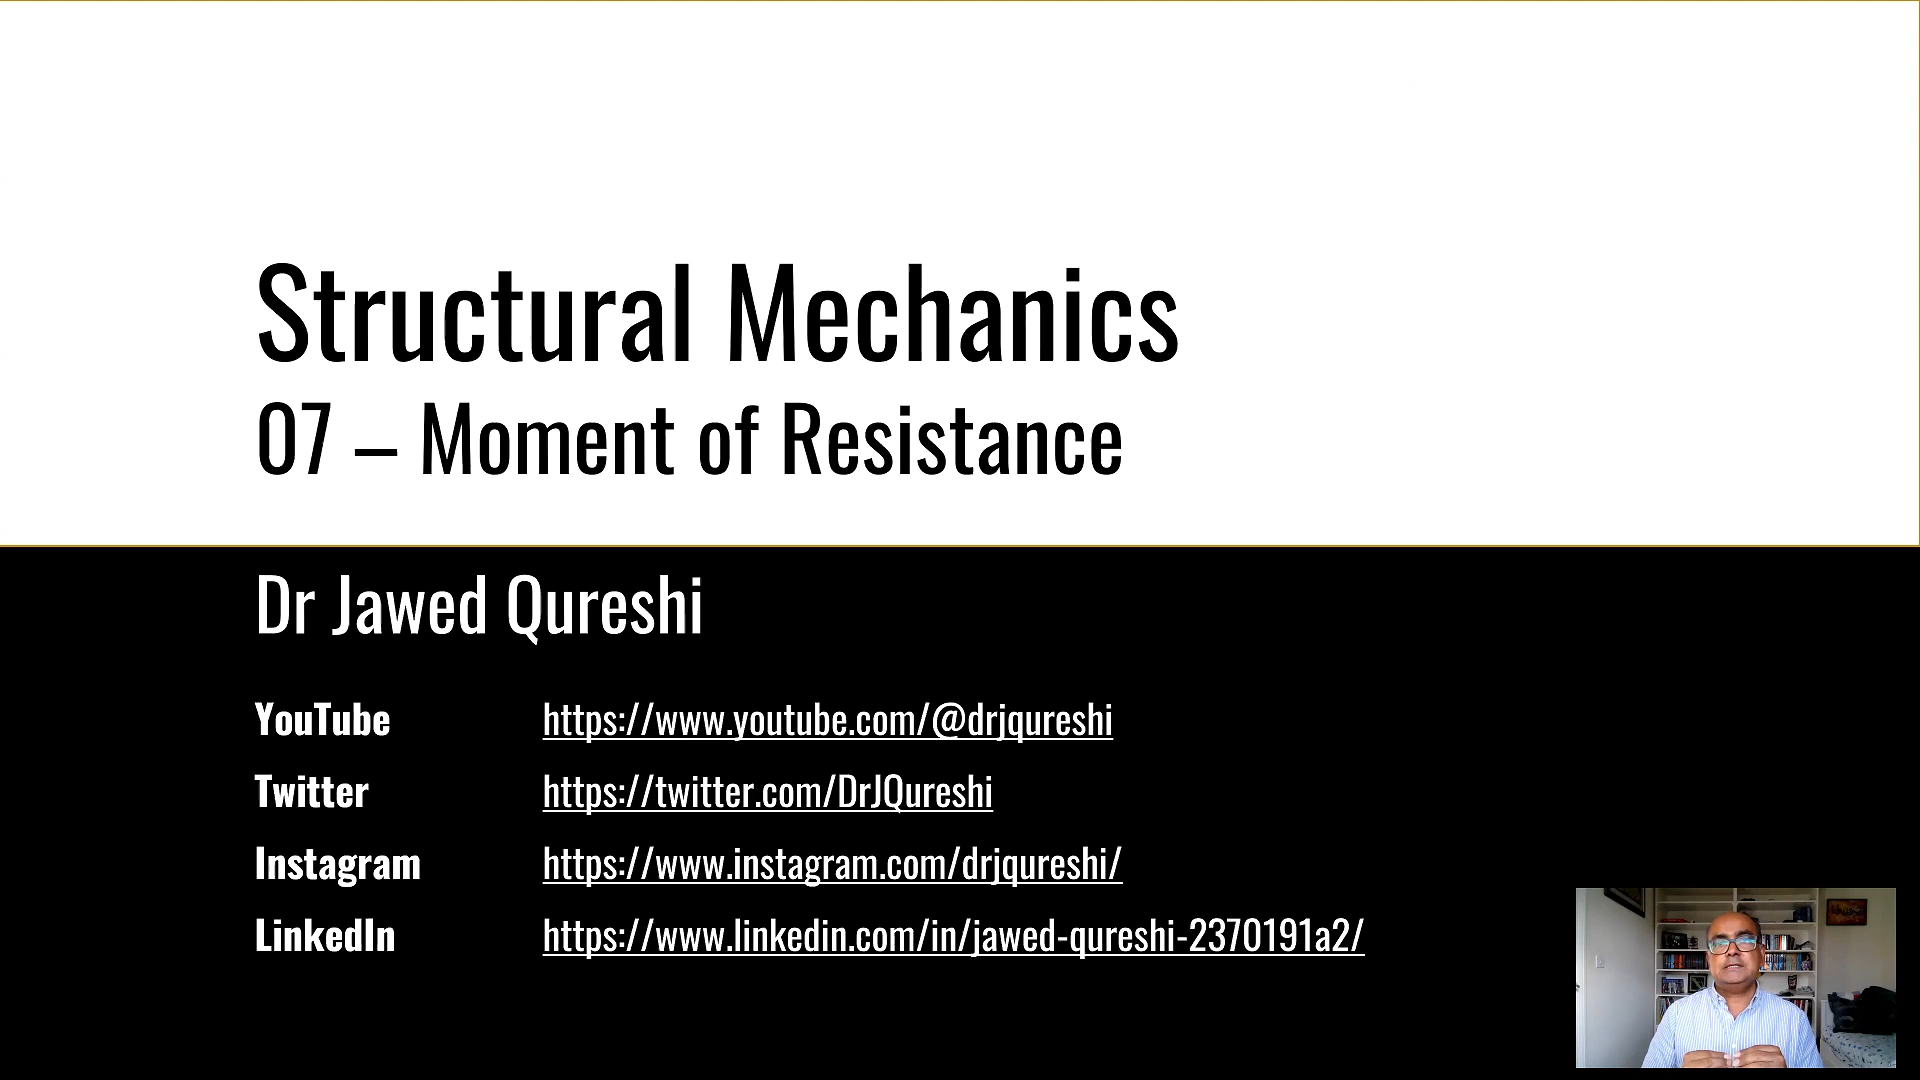 Structural Mechanics
07 – Moment of Resistance
Dr Jawed Qureshi
YouTube https://www.youtube.com/@drjqureshi
Twitter https://twitter.com/DrJQureshi
Instagram https://www.instagram.com/drjqureshi/
LinkedIn https://www.linkedin.com/in/jawed-qureshi-2370191a2/